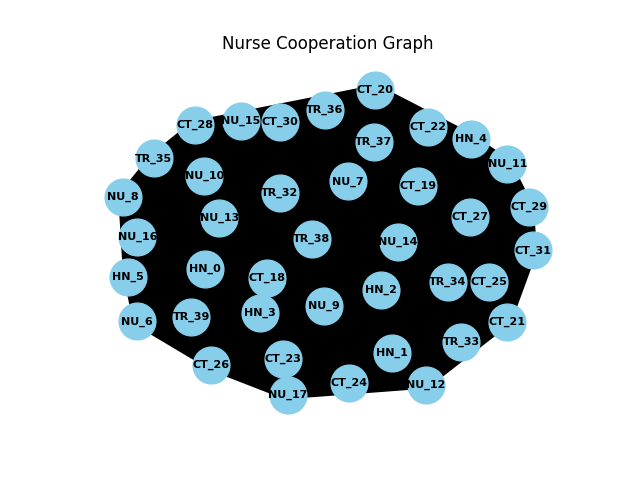 Nurse Cooperation Graph
CT_20
TR_36
NU_15
CT_30
CT_28
CT_22
HN_4
TR_37
TR_35
NU_11
NU_10
NU_7
CT_19
TR_32
NU_8
CT_29
NU_13
CT_27
NU_16
TR_38
NU_14
CT_31
HN_0
HN_5
CT_18
TR_34
CT_25
HN_2
NU_9
HN_3
TR_39
NU_6
CT_21
TR_33
HN_1
CT_23
CT_26
CT_24
NU_12
NU_17